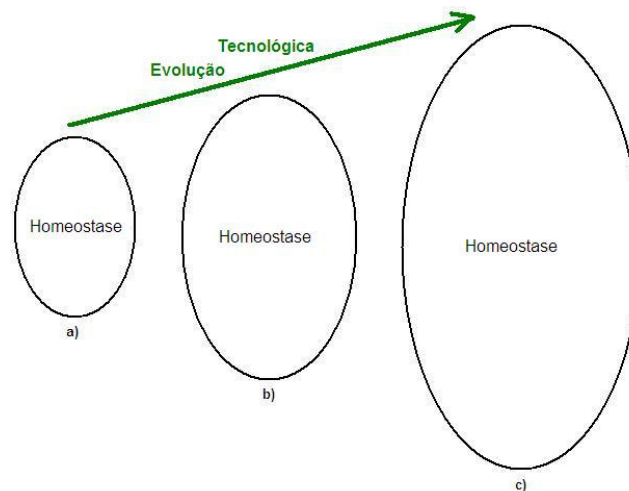 Tecnológica
Evolução
Homeostase
Homeostase
Homeostase
a)
b)
c)